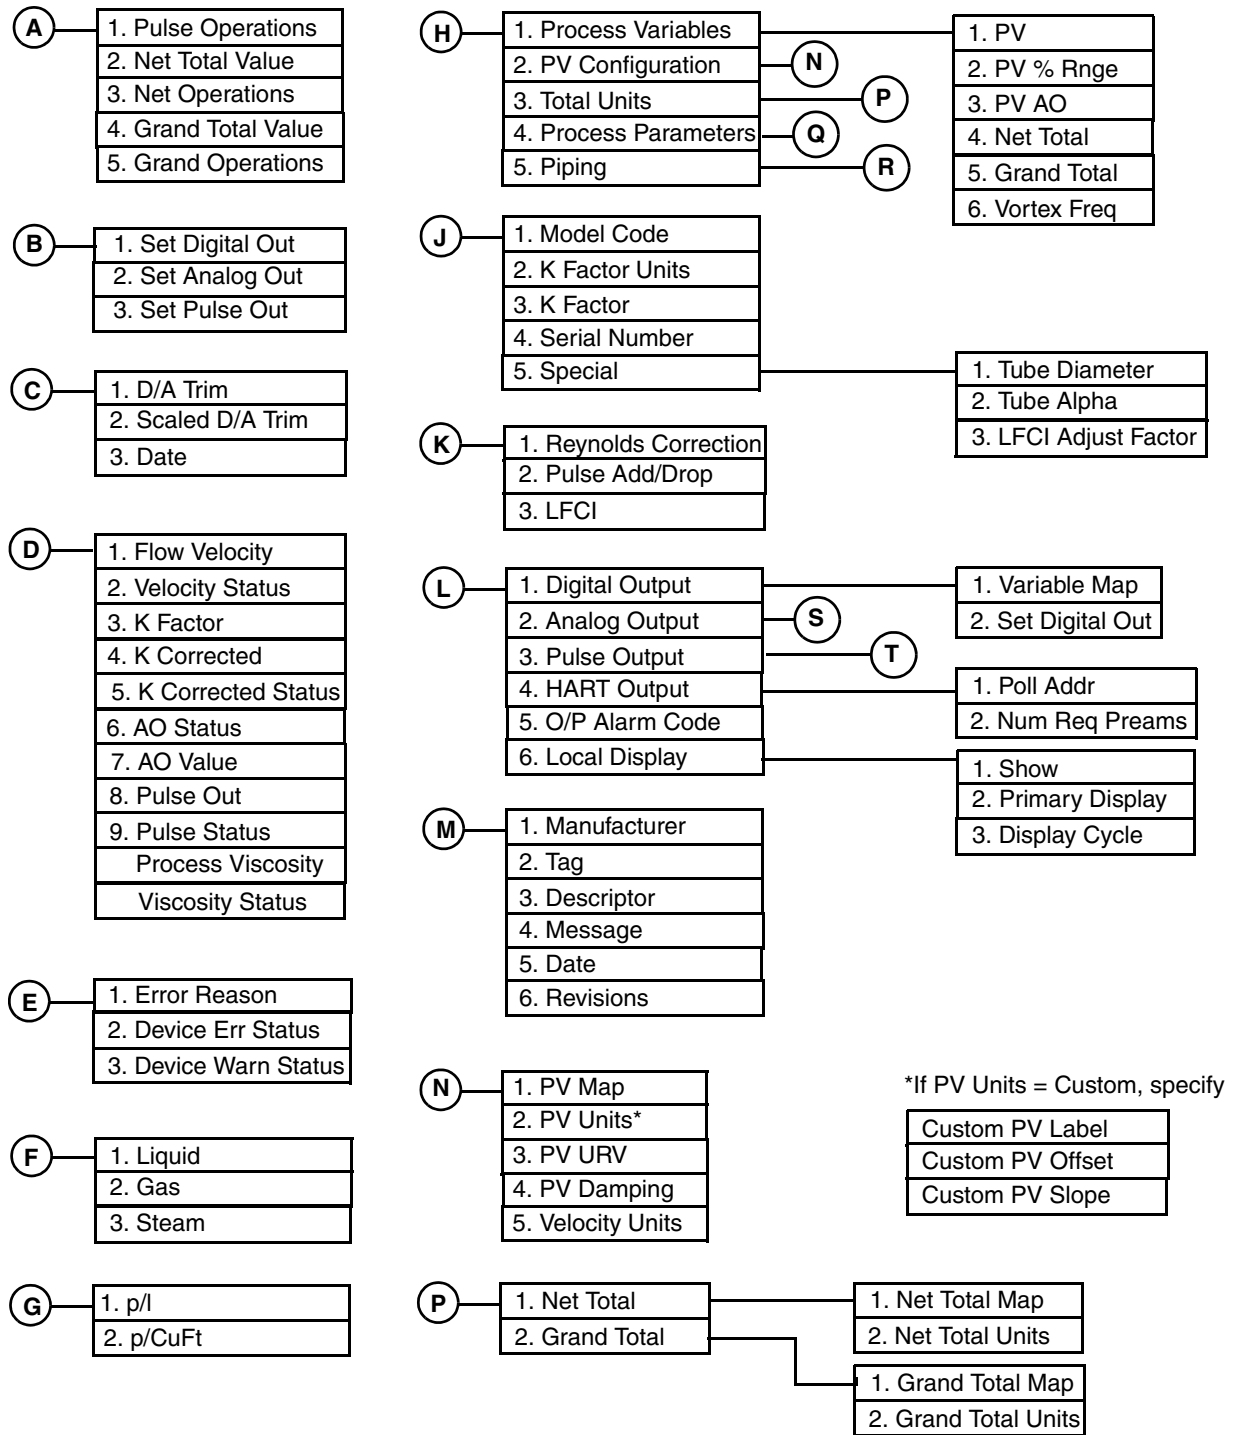 A
1. Pulse Operations
2. Net Total Value
3. Net Operations
4. Grand Total Value
5. Grand Operations
B
1. Set Digital Out
2. Set Analog Out
3. Set Pulse Out
C
1. D/A Trim
2. Scaled D/A Trim
3. Date
D
1. Flow Velocity
2. Velocity Status
3. K Factor
4. K Corrected
5. K Corrected Status
6. AO Status
7. AO Value
8. Pulse Out
9. Pulse Status
Process Viscosity
Viscosity Status
E
1. Error Reason
2. Device Err Status
3. Device Warn Status
F
1. Liquid
2. Gas
3. Steam
G
1. p/l
2. p/CuFt
H
1. Process Variables
2. PV Configuration
N
3. Total Units
P
4. Process Parameters
Q
5. Piping
R
1. PV
2. PV % Rnge
3. PV AO
4. Net Total
5. Grand Total
6. Vortex Freq
J
1. Model Code
2. K Factor Units
3. K Factor
4. Serial Number
5. Special
1. Tube Diameter
2. Tube Alpha
3. LFCI Adjust Factor
K
1. Reynolds Correction
2. Pulse Add/Drop
3. LFCI
L
1. Digital Output
2. Analog Output
S
3. Pulse Output
T
4. HART Output
5. O/P Alarm Code
6. Local Display
1. Variable Map
2. Set Digital Out
1. Poll Addr
2. Num Req Preams
1. Show
2. Primary Display
3. Display Cycle
M
1. Manufacturer
2. Tag
3. Descriptor
4. Message
5. Date
6. Revisions
N
1. PV Map
2. PV Units*
3. PV URV
4. PV Damping
5. Velocity Units
*If PV Units = Custom, specify
Custom PV Label
Custom PV Offset
Custom PV Slope
P
1. Net Total
2. Grand Total
1. Net Total Map
2. Net Total Units
1. Grand Total Map
2. Grand Total Units